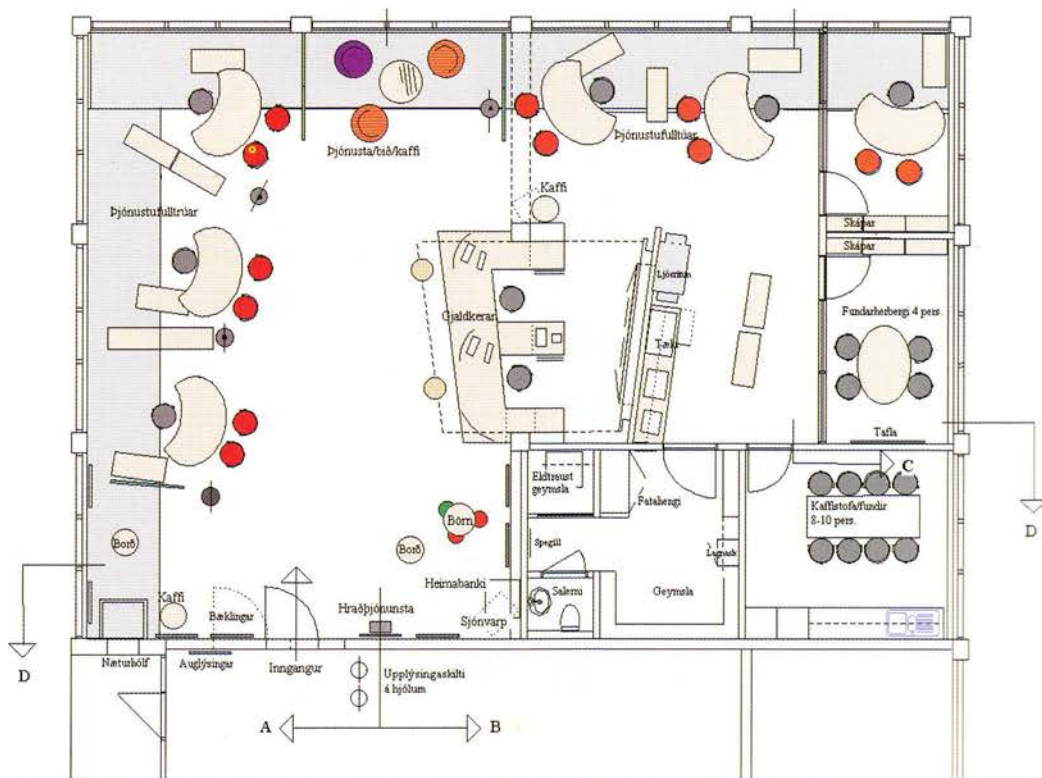 Þjónusta/bið/kaffi
Þjónustufulltúar
Kaffi
Þjónustufulltrúar
Skápar
Skápar
Ljósritun
Gjaldkerar
Fundarherbergi 4 pers.
Tæki
Tafla
C
D
Eldtraust
geymsla
Fatahengi
Kaffistofa/fundir
8-10 pers.
Börn
Borð
Borð
Spegill
Lagnask
Heimabanki
Salerni
Geymsla
Kaffi
Bæklingar
Hraðþjónunsta
Sjónvarp
D
Næturhólf
Auglýsingar
Inngangur
Upplýsingaskilti
á hjólum
A
B